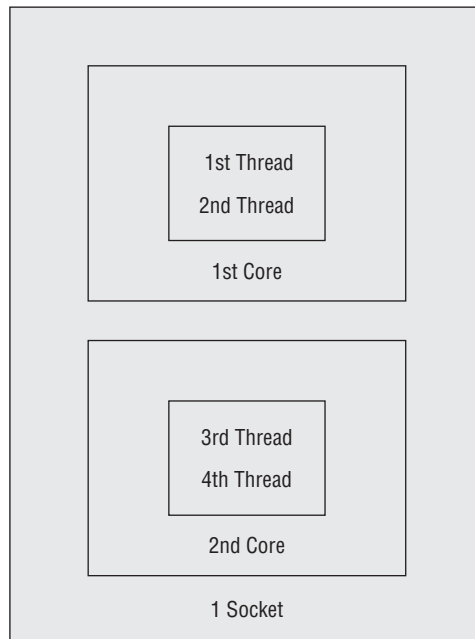 1st Thread
2nd Thread
1st Core
3rd Thread
4th Thread
2nd Core
1 Socket